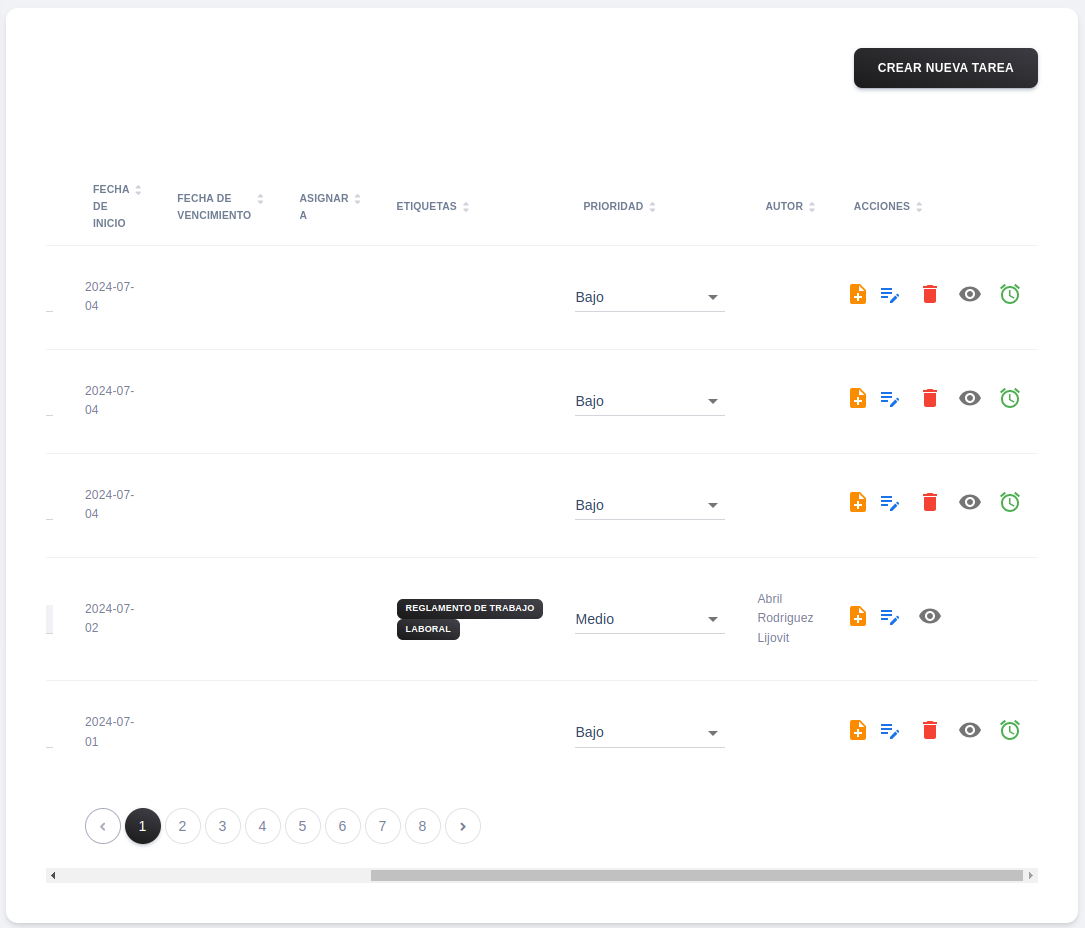 CREAR NUEVA TAREA
FECHA DE INICIO
FECHA DE VENCIMIENTO
ASIGNAR A
ETIQUETAS
PRIORIDAD
AUTOR
ACCIONES
2024-07-04
Bajo
2024-07-04
Bajo
2024-07-04
Bajo
2024-07-02
REGLAMENTO DE TRABAJO
LABORAL
Medio
Abril
Rodriguez
Lijovit
2024-07-01
Bajo
1 2 3 4 5 6 7 8